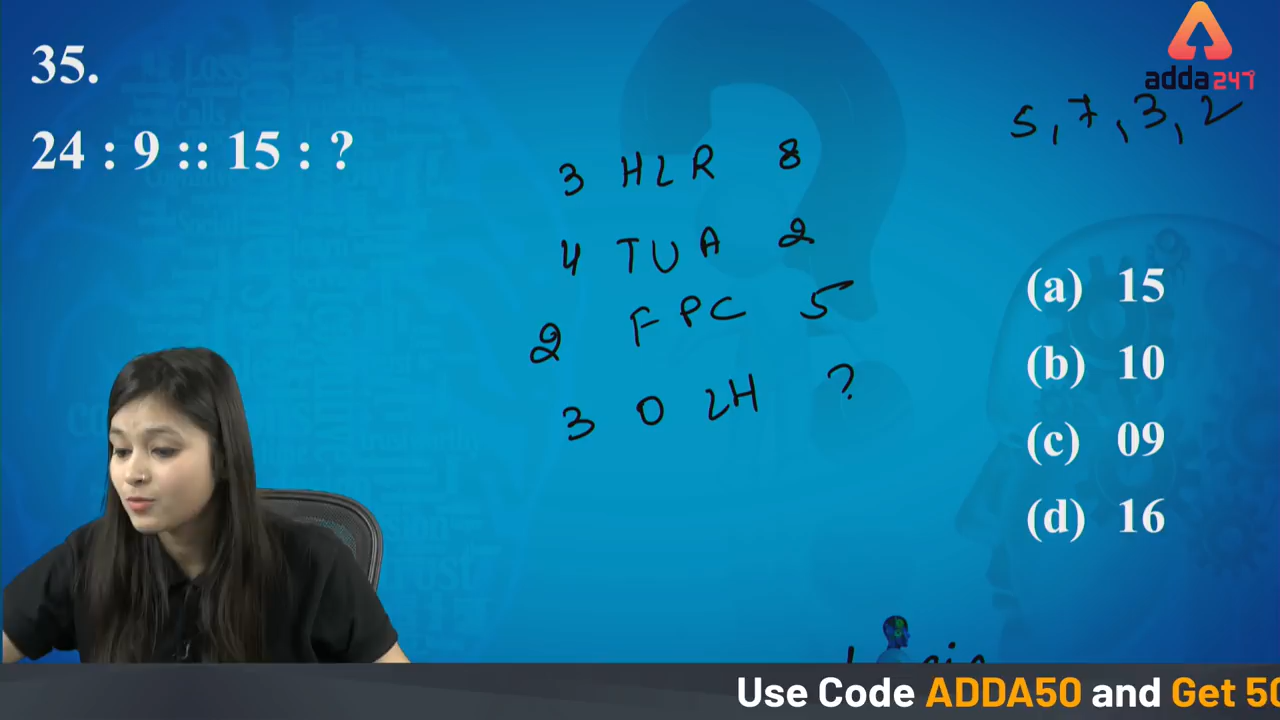 35.
24 : 9 :: 15 : ?
adda247
5, 7, 3, 2
3 HLR 8
4 TUA 2
2 FPC 5
3 OLH ?
(a) 15
(b) 10
(c) 09
(d) 16
Use Code ADDA50 and Get 50